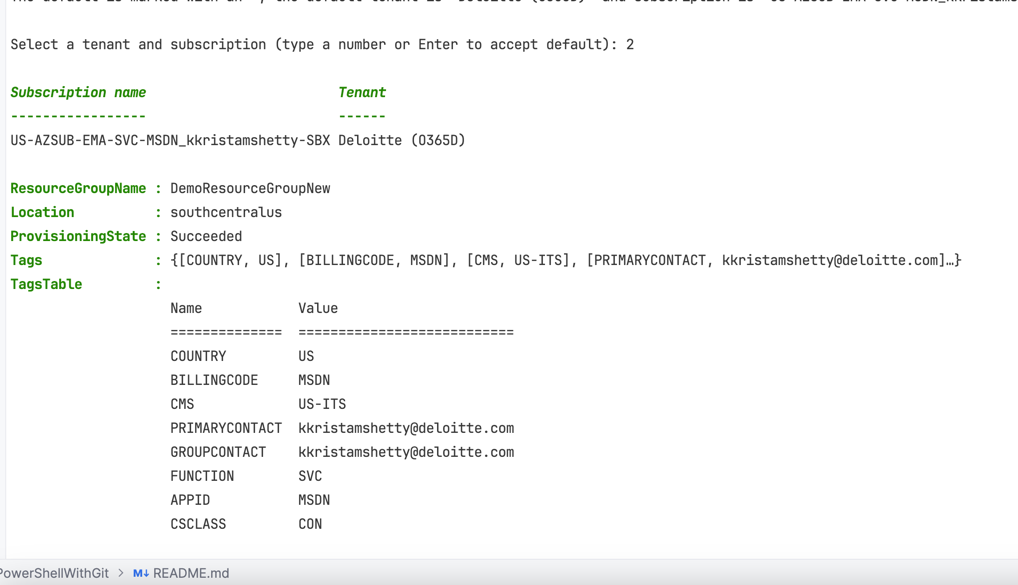 Select a tenant and subscription (type a number or Enter to accept default): 2
Subscription name Tenant
----------------- ------
US-AZSUB-EMA-SVC-MSDN_kkristamshetty-SBX Deloitte (O365D)
ResourceGroupName : DemoResourceGroupNew
Location : southcentralus
ProvisioningState : Succeeded
Tags : {[COUNTRY, US], [BILLINGCODE, MSDN], [CMS, US-ITS], [PRIMARYCONTACT, kkristamshetty@deloitte.com]…}
TagsTable :
Name Value
============== ===========================
COUNTRY US
BILLINGCODE MSDN
CMS US-ITS
PRIMARYCONTACT kkristamshetty@deloitte.com
GROUPCONTACT kkristamshetty@deloitte.com
FUNCTION SVC
APPID MSDN
CSCLASS CON
PowerShellWithGit > M↓ README.md